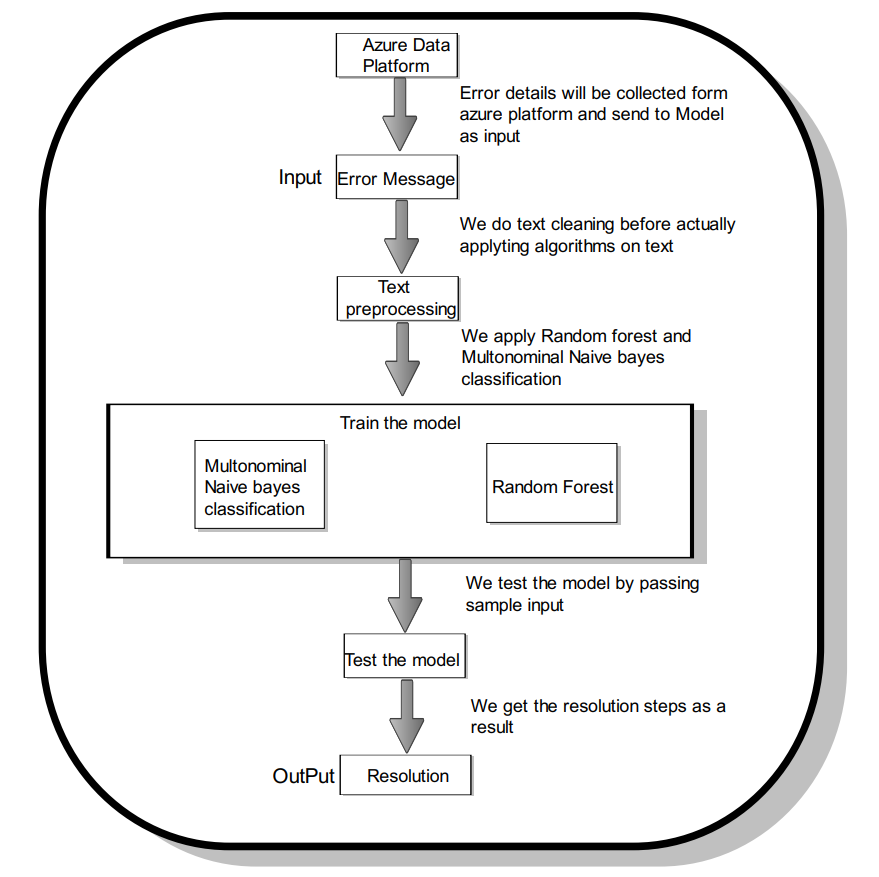 Azure Data
Platform
Error details will be collected form
azure platform and send to Model
as input
Input
Error Message
We do text cleaning before actually
applyting algorithms on text
Text
preprocessing
We apply Random forest and
Multonominal Naive bayes
classification
Train the model
Multonominal
Naive bayes
classification
Random Forest
We test the model by passing
sample input
Test the model
We get the resolution steps as a
result
OutPut
Resolution